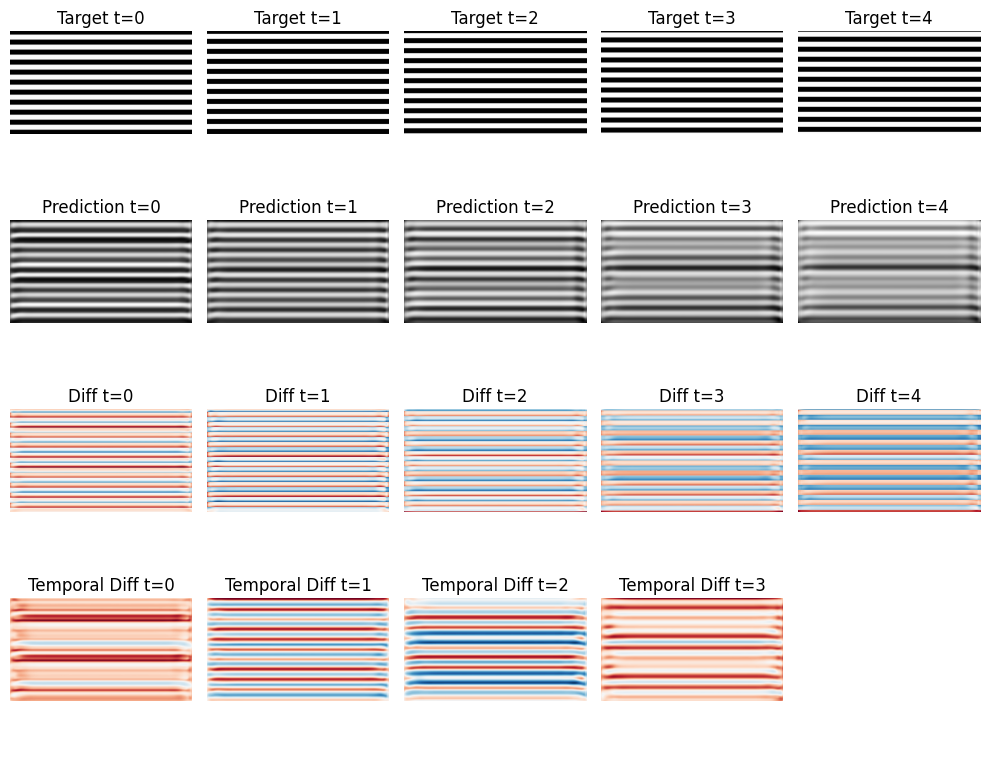 Target t=0 Target t=1 Target t=2 Target t=3 Target t=4
Prediction t=0 Prediction t=1 Prediction t=2 Prediction t=3 Prediction t=4
Diff t=0 Diff t=1 Diff t=2 Diff t=3 Diff t=4
Temporal Diff t=0 Temporal Diff t=1 Temporal Diff t=2 Temporal Diff t=3